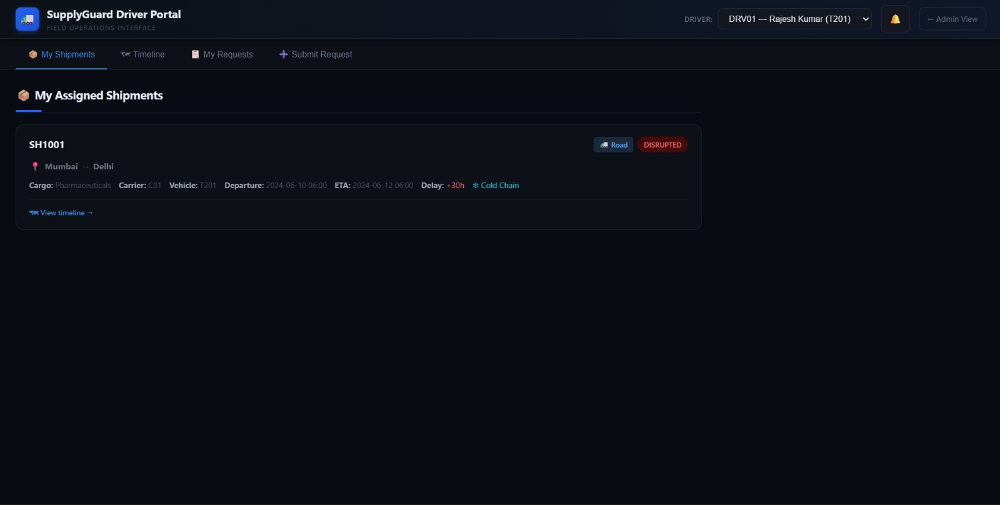 SupplyGuard Driver Portal
FIELD OPERATIONS INTERFACE
DRIVER: DRV01 — Rajesh Kumar (T201)
← Admin View
My Shipments Timeline My Requests Submit Request
My Assigned Shipments
SH1001
Road DISRUPTED
Mumbai → Delhi
Cargo: Pharmaceuticals Carrier: C01 Vehicle: T201 Departure: 2024-06-10 06:00 ETA: 2024-06-12 06:00 Delay: +30h ❄ Cold Chain
View timeline →